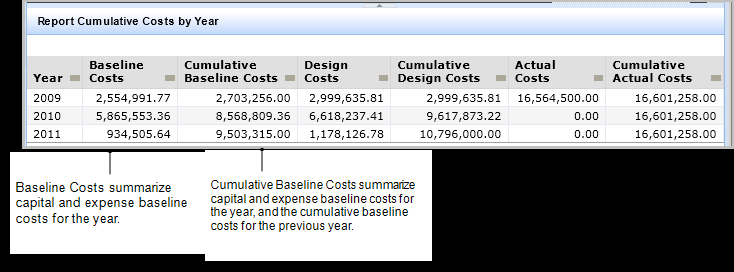 Report Cumulative Costs by Year
Year Baseline Costs Cumulative Baseline Costs Design Costs Cumulative Design Costs Actual Costs Cumulative Actual Costs
2009 2,554,991.77 2,703,256.00 2,999,635.81 2,999,635.81 16,564,500.00 16,601,258.00
2010 5,865,553.36 8,568,809.36 6,618,237.41 9,617,873.22 0.00 16,601,258.00
2011 934,505.64 9,503,315.00 1,178,126.78 10,796,000.00 0.00 16,601,258.00
Baseline Costs summarize
capital and expense baseline
costs for the year.
Cumulative Baseline Costs summarize
capital and expense baseline costs for
the year, and the cumulative baseline
costs for the previous year.